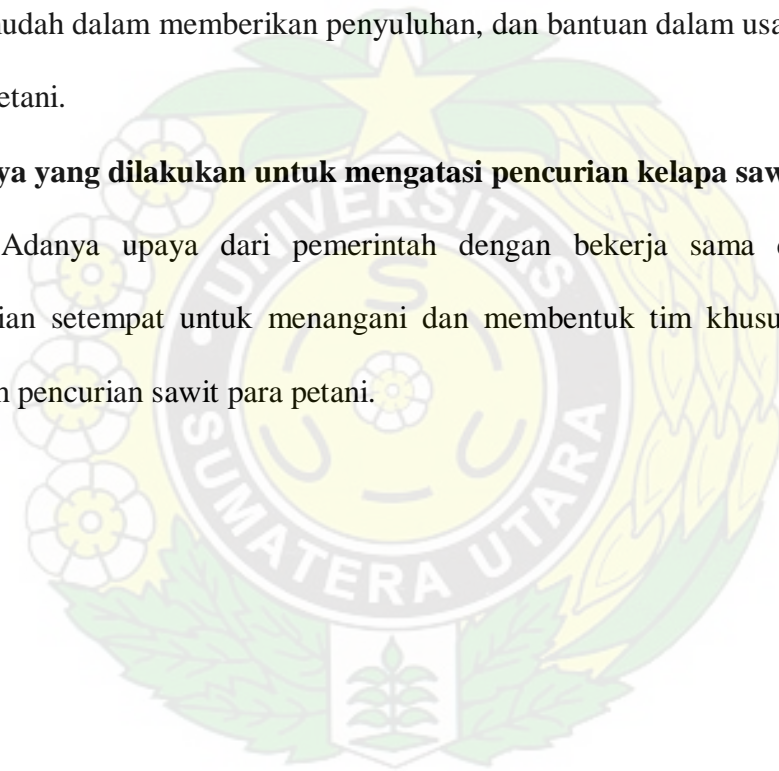 udah dalam memberikan penyuluhan, dan bantuan dalam usa
etani.
ya yang dilakukan untuk mengatasi pencurian kelapa saw
Adanya upaya dari pemerintah dengan bekerja sama
ian setempat untuk menangani dan membentuk tim khusu
pencurian sawit para petani.
UNIVERSITAS
SUMATERA UTARA